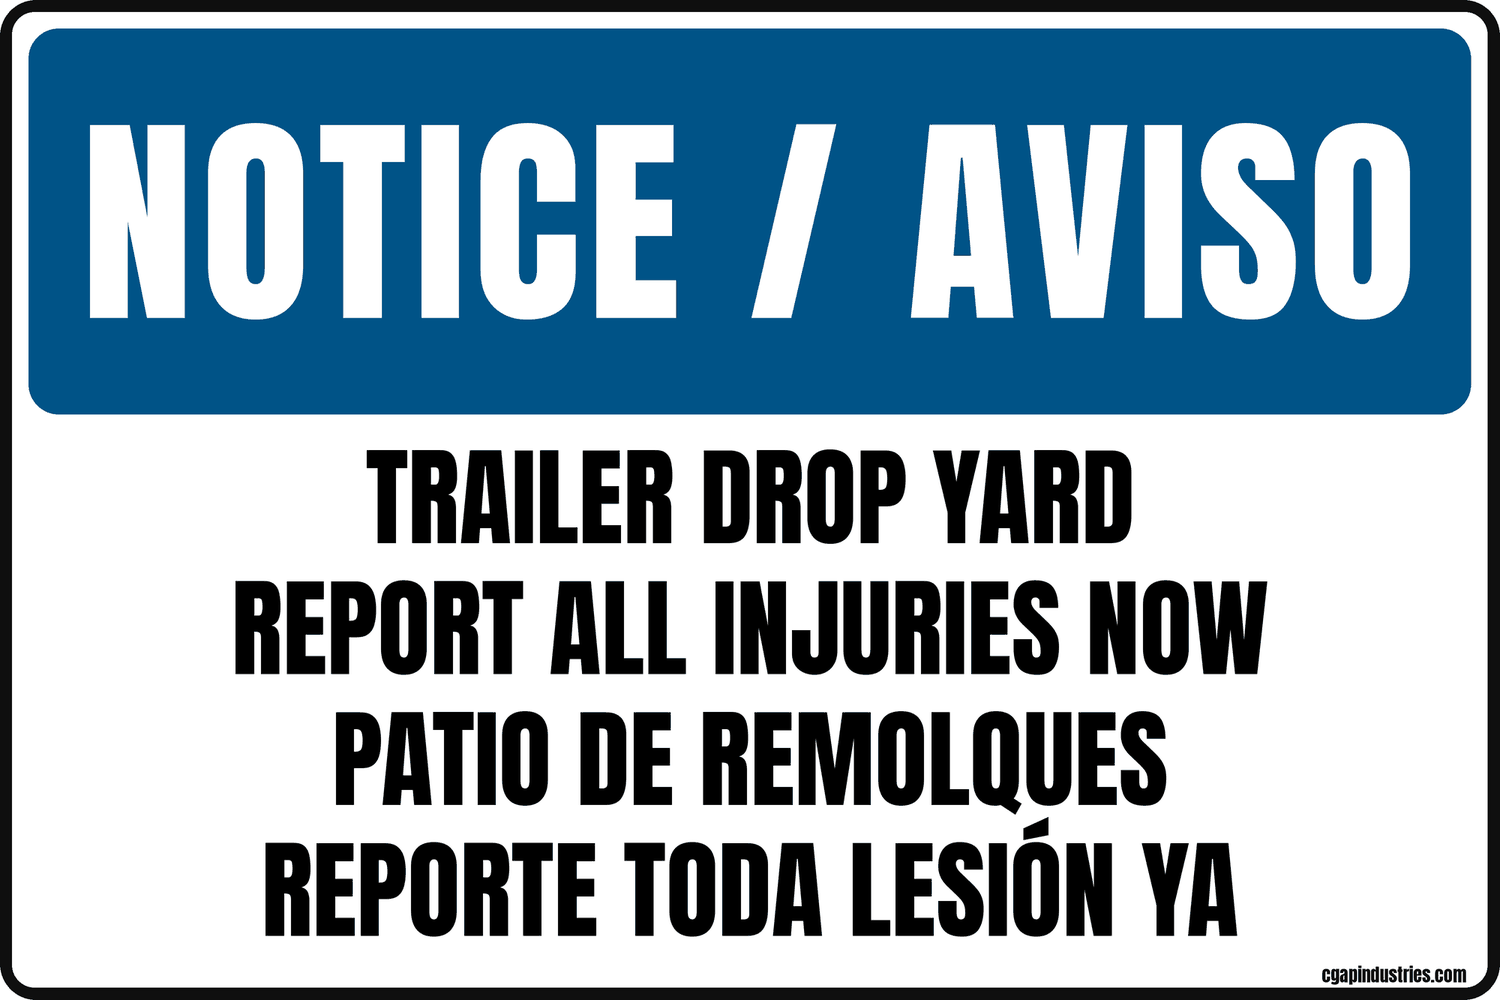 NOTICE / AVISO
TRAILER DROP YARD
REPORT ALL INJURIES NOW
PATIO DE REMOLQUES
REPORTE TODA LESIÓN YA
cgapindustries.com